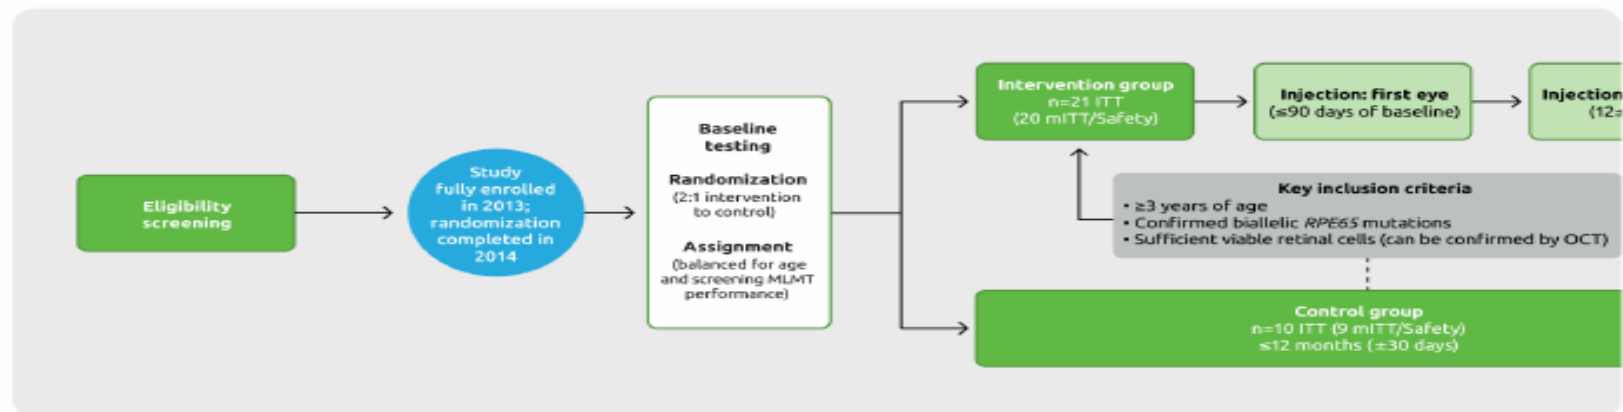 Eligibility
screening
Study
fully enrolled
in 2013;
randomization
completed in
2014
Baseline
testing
Randomization
(2:1 intervention
to control)
Assignment
(balanced for age
and screening MLMT
performance)
Intervention group
n=21 ITT
(20 mITT/Safety)
Injection: first eye
(≤90 days of baseline)
Injection
(12±
Key inclusion criteria
• ≥3 years of age
• Confirmed biallelic RPE65 mutations
• Sufficient viable retinal cells (can be confirmed by OCT)
Control group
n=10 ITT (9 mITT/Safety)
≤12 months (±30 days)